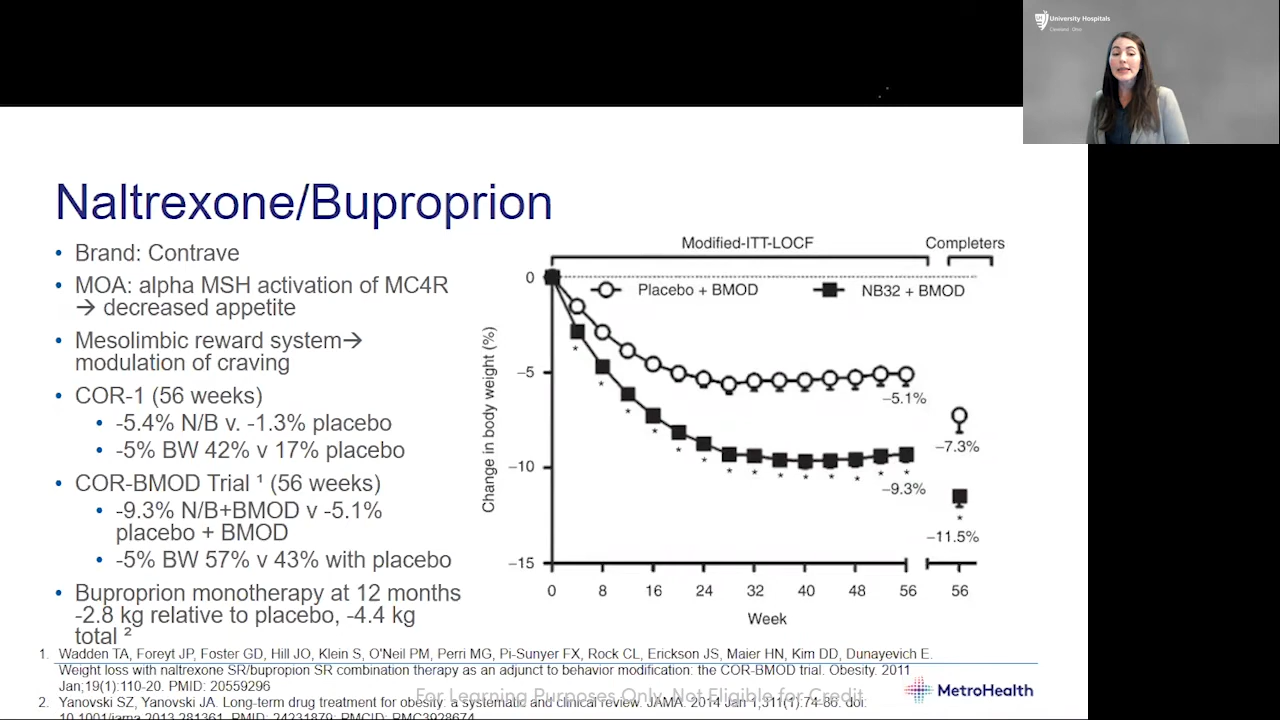 University Hospitals
Cleveland Ohio
Naltrexone/Buproprion
• Brand: Contrave
• MOA: alpha MSH activation of MC4R
→ decreased appetite
• Mesolimbic reward system→
modulation of craving
• COR-1 (56 weeks)
• -5.4% N/B v. -1.3% placebo
• -5% BW 42% v 17% placebo
• COR-BMOD Trial ¹ (56 weeks)
• -9.3% N/B+BMOD v -5.1%
placebo + BMOD
• -5% BW 57% v 43% with placebo
• Buproprion monotherapy at 12 months
-2.8 kg relative to placebo, -4.4 kg
total ²
Modified-ITT-LOCF
Completers
Placebo + BMOD
NB32 + BMOD
Change in body weight (%)
0
−5
−10
−15
−5.1%
−9.3%
−7.3%
*
−11.5%
* * * * * * * * * * * * * *
0 8 16 24 32 40 48 56 56
Week
1. Wadden TA, Foreyt JP, Foster GD, Hill JO, Klein S, O'Neil PM, Perri MG, Pi-Sunyer FX, Rock CL, Erickson JS, Maier HN, Kim DD, Dunayevich E.
Weight loss with naltrexone SR/bupropion SR combination therapy as an adjunct to behavior modification: the COR-BMOD trial. Obesity. 2011
Jan;19(1):110-20. PMID: 20559296
2. Yanovski SZ, Yanovski JA. Long-term drug treatment for obesity: a systematic and clinical review. JAMA. 2014 Jan 1;311(1):74-86. doi:
10.1001/jama.2013.281361. PMID: 24231879; PMCID: PMC3928674.
For Learning Purposes Only. Not Eligible for Credit
MetroHealth